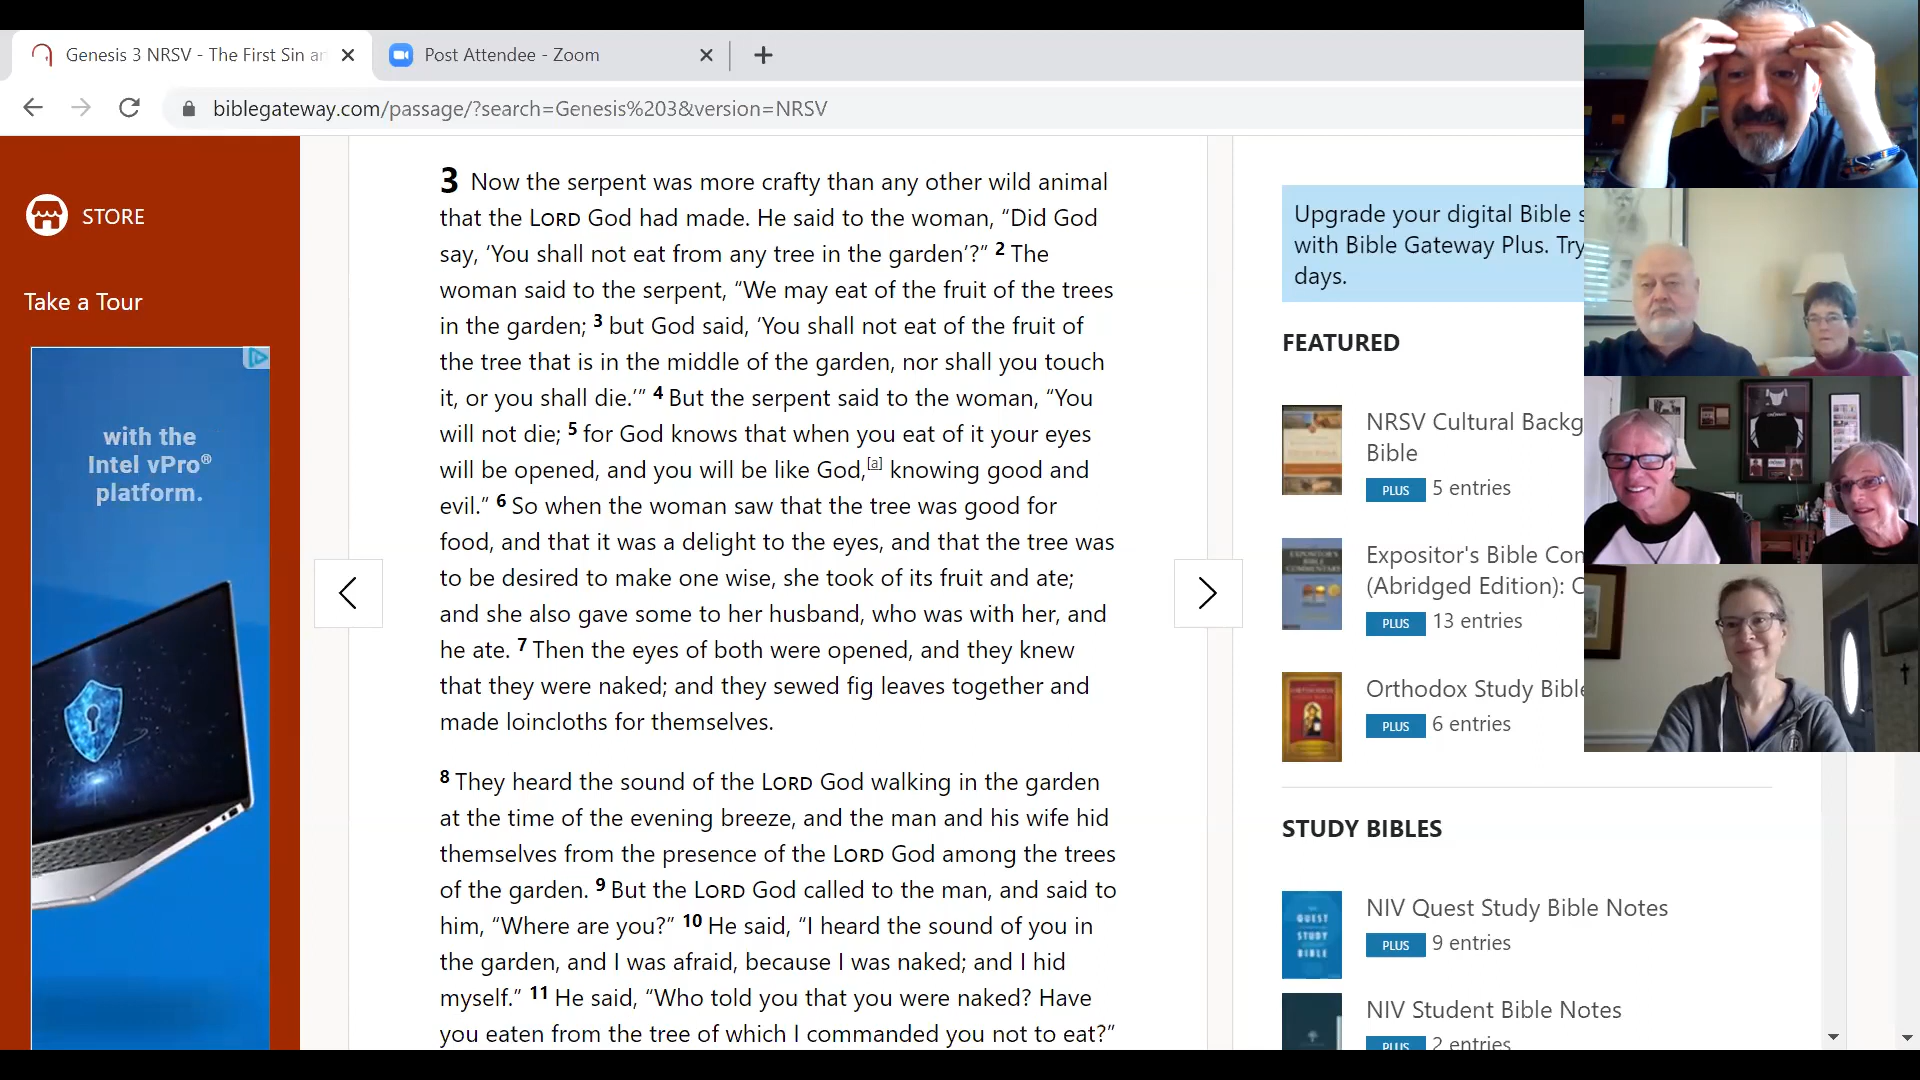 Genesis 3 NRSV - The First Sin an
Post Attendee - Zoom
biblegateway.com/passage/?search=Genesis%203&version=NRSV
STORE
Take a Tour
with the
Intel vPro®
platform.
3 Now the serpent was more crafty than any other wild animal
that the LORD God had made. He said to the woman, “Did God
say, ‘You shall not eat from any tree in the garden’?” 2 The
woman said to the serpent, “We may eat of the fruit of the trees
in the garden; 3 but God said, ‘You shall not eat of the fruit of
the tree that is in the middle of the garden, nor shall you touch
it, or you shall die.’” 4 But the serpent said to the woman, “You
will not die; 5 for God knows that when you eat of it your eyes
will be opened, and you will be like God,[a] knowing good and
evil.” 6 So when the woman saw that the tree was good for
food, and that it was a delight to the eyes, and that the tree was
to be desired to make one wise, she took of its fruit and ate;
and she also gave some to her husband, who was with her, and
he ate. 7 Then the eyes of both were opened, and they knew
that they were naked; and they sewed fig leaves together and
made loincloths for themselves.
8 They heard the sound of the LORD God walking in the garden
at the time of the evening breeze, and the man and his wife hid
themselves from the presence of the LORD God among the trees
of the garden. 9 But the LORD God called to the man, and said to
him, “Where are you?” 10 He said, “I heard the sound of you in
the garden, and I was afraid, because I was naked; and I hid
myself.” 11 He said, “Who told you that you were naked? Have
you eaten from the tree of which I commanded you not to eat?”
Upgrade your digital Bible s
with Bible Gateway Plus. Try
days.
FEATURED
NRSV Cultural Backg
Bible
PLUS 5 entries
EXPOSITOR'S
BIBLE
COMMENTARY
Expositor's Bible Com
(Abridged Edition): O
PLUS 13 entries
Orthodox Study Bible
PLUS 6 entries
STUDY BIBLES
QUEST
STUDY
BIBLE
NIV Quest Study Bible Notes
PLUS 9 entries
NIV Student Bible Notes
PLUS 2 entries